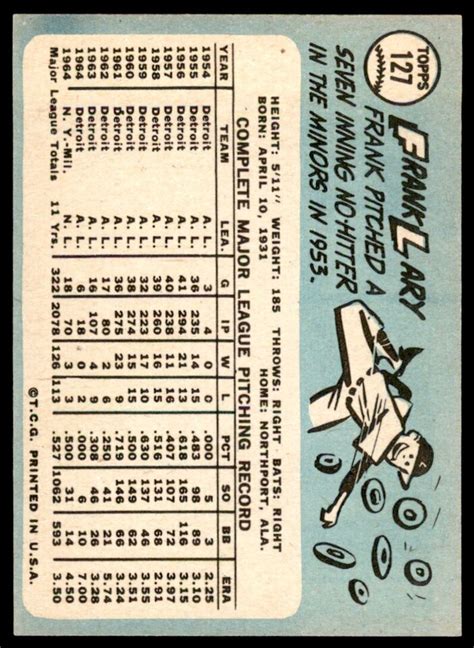 TOPPS
127
FRANK LARY
FRANK PITCHED A
SEVEN INNING NO-HITTER
IN THE MINORS IN 1953.
HEIGHT: 5'11" WEIGHT: 185 THROWS: RIGHT BATS: RIGHT
BORN: APRIL 10, 1931 HOME: NORTHPORT, ALA.
COMPLETE MAJOR LEAGUE PITCHING RECORD
YEAR TEAM LEA. G IP W L PCT SO BB ERA
1954 Detroit A. L. 3 4 0 0 .000 5 3 2.25
1955 Detroit A. L. 36 235 14 15 .483 98 89 3.10
1956 Detroit A. L. 41 294 21 13 .618 165 116 3.15
1957 Detroit A. L. 40 238 11 16 .407 107 72 3.97
1958 Detroit A. L. 39 260 16 15 .516 131 68 2.91
1959 Detroit A. L. 32 223 17 10 .630 137 46 3.55
1960 Detroit A. L. 38 274 15 15 .500 149 62 3.51
1961 Detroit A. L. 36 275 23 9 .719 146 66 3.24
1962 Detroit A. L. 17 80 2 6 .250 41 21 5.74
1963 Detroit A. L. 16 107 4 9 .308 46 26 3.28
1964 Detroit A. L. 6 18 0 2 .000 6 10 7.00
1964 N. Y.-Mil. N. L. 18 70 3 3 .500 31 14 4.50
Major League Totals 11 Yrs. 328 2078 126 113 .527 1062 593 3.50
©T.C.G. PRINTED IN U.S.A.